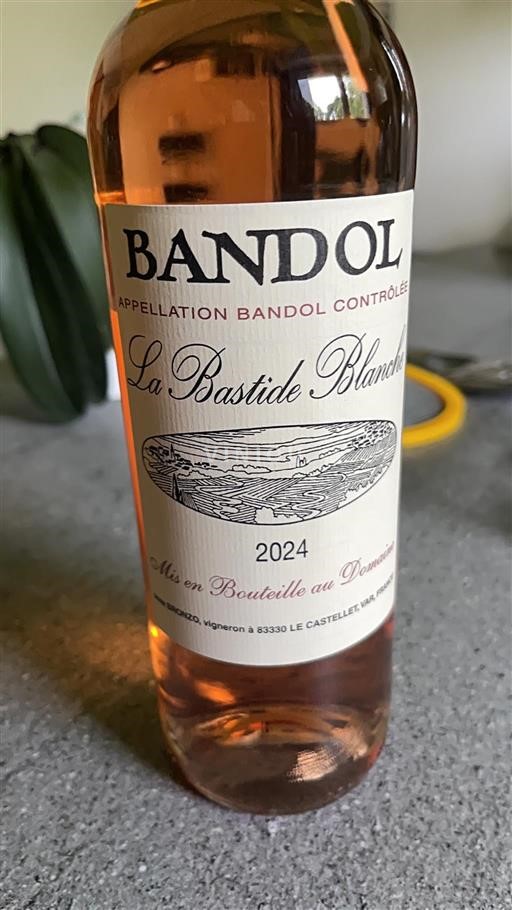 BANDOL
APPELLATION BANDOL CONTRÔLÉE
La Bastide Blanche
2024
Mis en Bouteille au Domaine
BRONZO, vigneron à 83330 LE CASTELLET, VAR, FRANCE